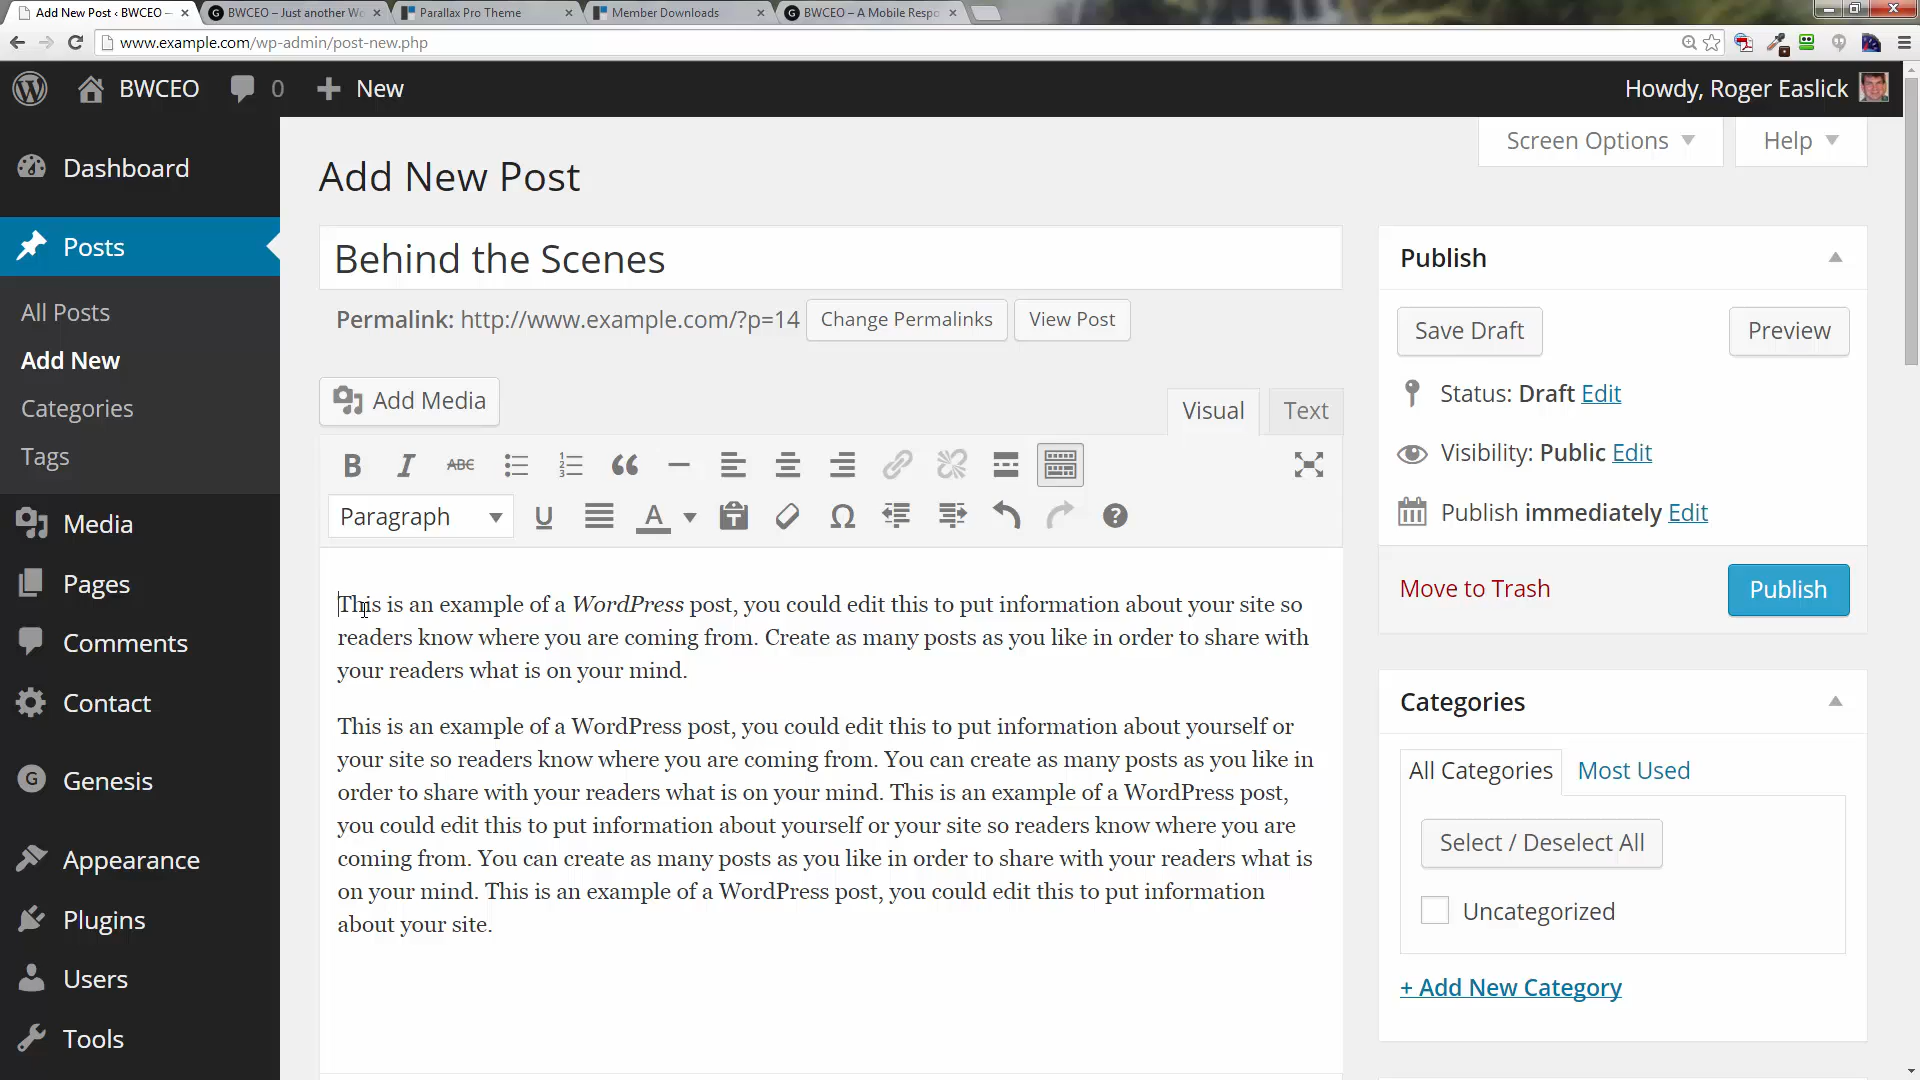 Add New Post ‹ BWCEO —
BWCEO – Just another Wo
Parallax Pro Theme
Member Downloads
BWCEO – A Mobile Respo
www.example.com/wp-admin/post-new.php
BWCEO
0
New
Howdy, Roger Easlick
Screen Options
Help
Dashboard
Posts
All Posts
Add New
Categories
Tags
Media
Pages
Comments
Contact
Genesis
Appearance
Plugins
Users
Tools
Add New Post
Behind the Scenes
Permalink: http://www.example.com/?p=14
Change Permalinks
View Post
Add Media
Visual
Text
B I ABC
Paragraph
U
A
This is an example of a WordPress post, you could edit this to put information about your site so
readers know where you are coming from. Create as many posts as you like in order to share with
your readers what is on your mind.
This is an example of a WordPress post, you could edit this to put information about yourself or
your site so readers know where you are coming from. You can create as many posts as you like in
order to share with your readers what is on your mind. This is an example of a WordPress post,
you could edit this to put information about yourself or your site so readers know where you are
coming from. You can create as many posts as you like in order to share with your readers what is
on your mind. This is an example of a WordPress post, you could edit this to put information
about your site.
Publish
Save Draft
Preview
Status: Draft Edit
Visibility: Public Edit
Publish immediately Edit
Move to Trash
Publish
Categories
All Categories
Most Used
Select / Deselect All
Uncategorized
+ Add New Category